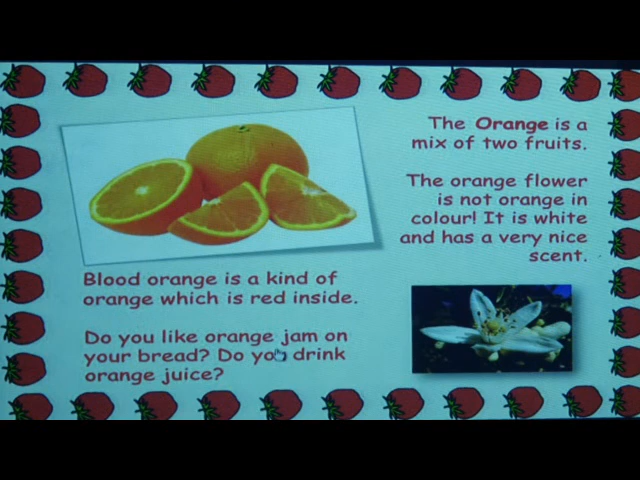 The Orange is a
mix of two fruits.
The orange flower
is not orange in
colour! It is white
and has a very nice
scent.
Blood orange is a kind of
orange which is red inside.
Do you like orange jam on
your bread? Do you drink
orange juice?